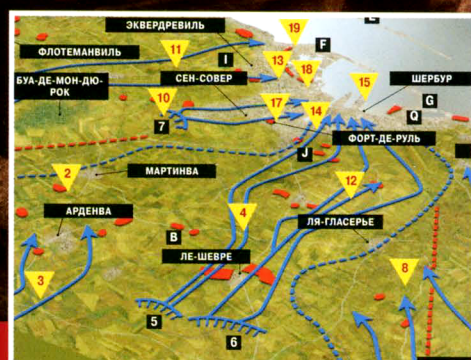 ЭКВЕРДРЕВИЛЬ
19
E
F
ФЛОТЕМАНВИЛЬ
11
I
13
18
БУА-ДЕ-МОН-ДЮ-
РОК
СЕН-СОВЕР
15
ШЕРБУР
10
17
14
G
Q
7
ФОРТ-ДЕ-РУЛЬ
J
2
МАРТИНВА
12
АРДЕНВА
4
B
ЛЯ-ГЛАСЕРЬЕ
ЛЕ-ШЕВРЕ
3
8
5
6